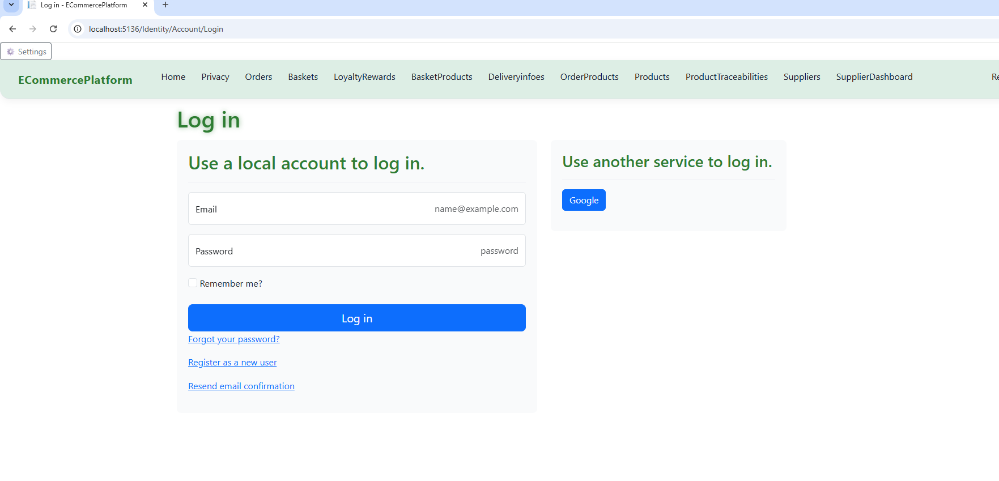 Log in - ECommercePlatform
localhost:5136/Identity/Account/Login
Settings
ECommercePlatform Home Privacy Orders Baskets LoyaltyRewards BasketProducts Deliveryinfoes OrderProducts Products ProductTraceabilities Suppliers SupplierDashboard Re
Log in
Use a local account to log in.
Email name@example.com
Password password
Remember me?
Log in
Forgot your password?
Register as a new user
Resend email confirmation
Use another service to log in.
Google